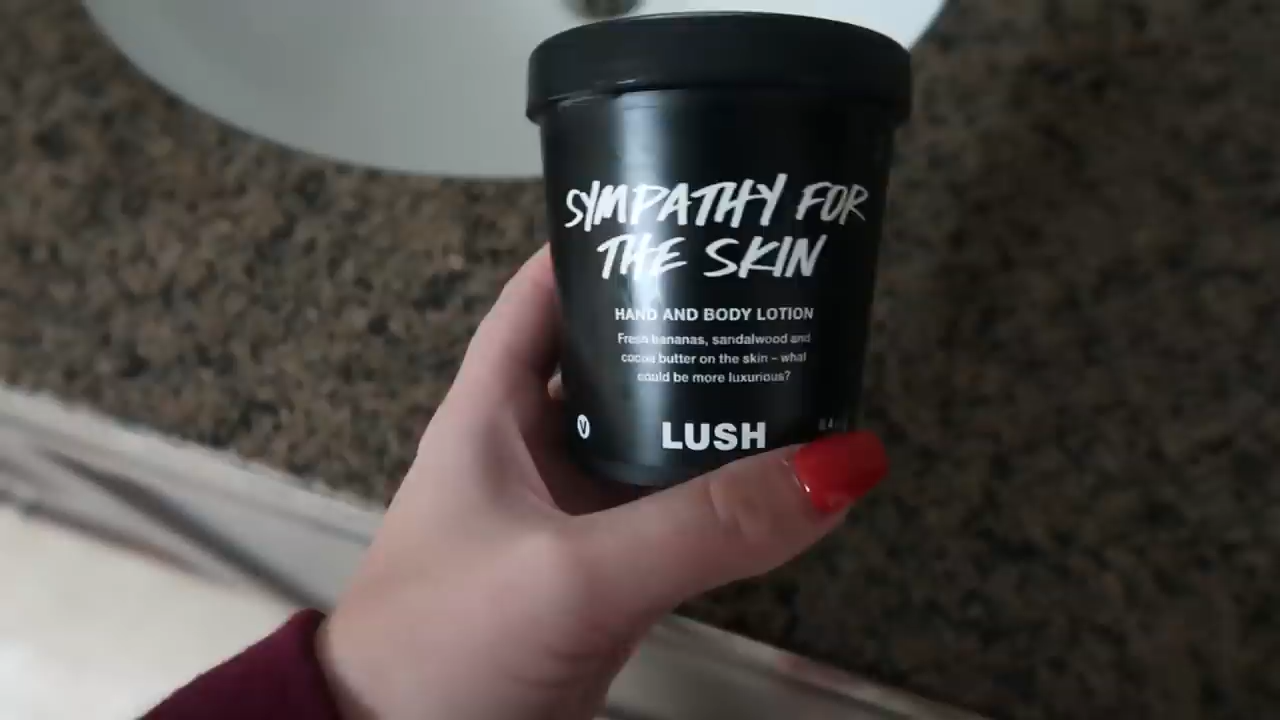 SYMPATHY FOR
THE SKIN
HAND AND BODY LOTION
Fresh bananas, sandalwood and
cocoa butter on the skin – what
could be more luxurious?
V
LUSH